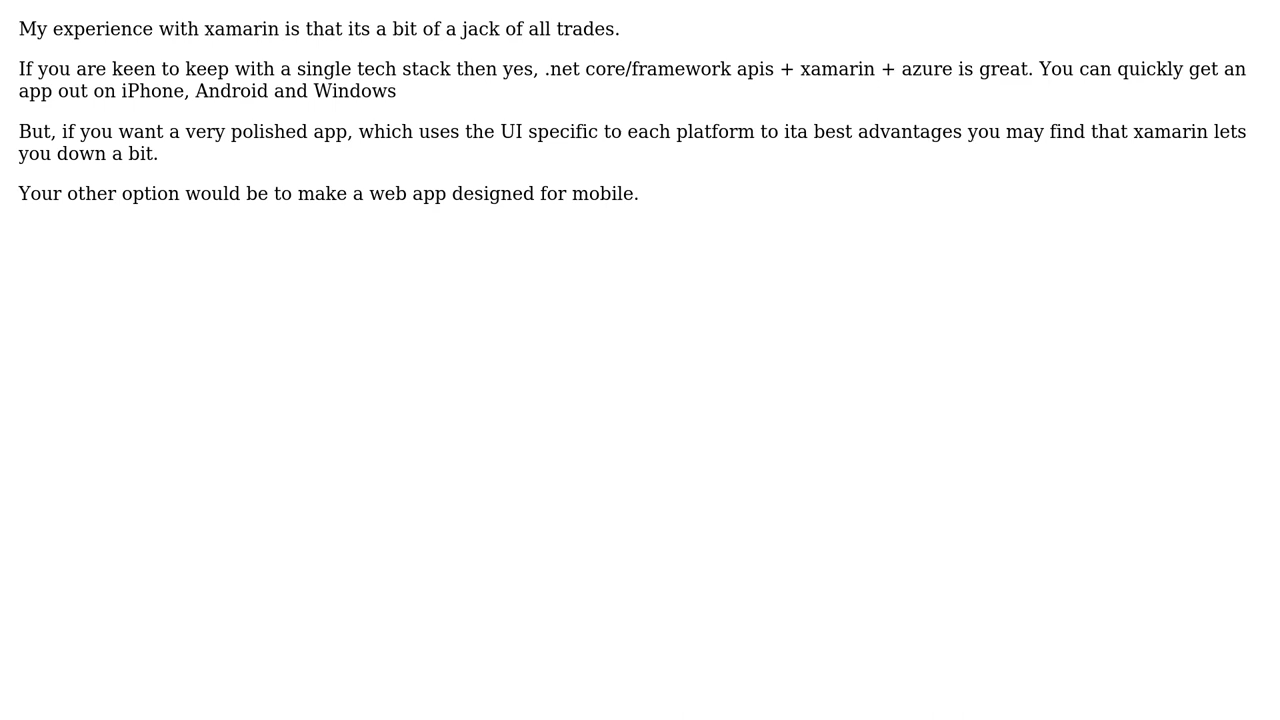 My experience with xamarin is that its a bit of a jack of all trades.
If you are keen to keep with a single tech stack then yes, .net core/framework apis + xamarin + azure is great. You can quickly get an
app out on iPhone, Android and Windows
But, if you want a very polished app, which uses the UI specific to each platform to ita best advantages you may find that xamarin lets
you down a bit.
Your other option would be to make a web app designed for mobile.